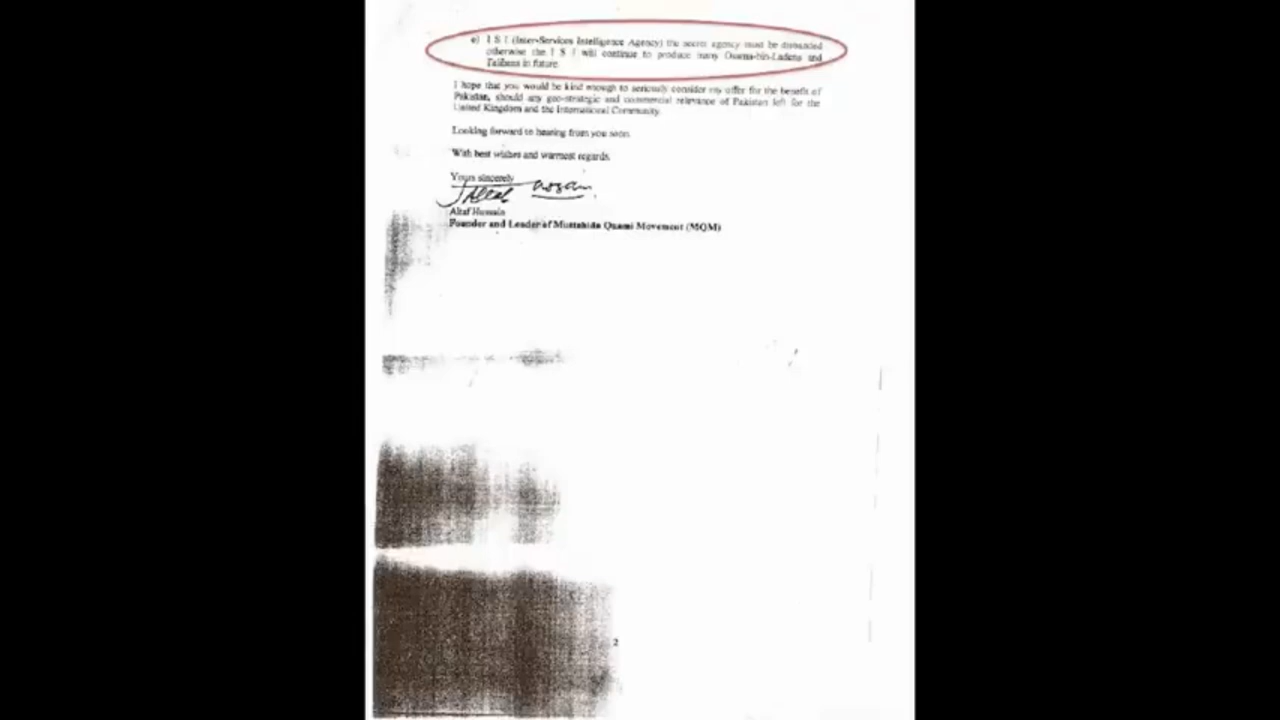 e) I S I (Inter-Services Intelligence Agency) the secret agency must be disbanded
otherwise the I S I will continue to produce many Osama-bin-Ladens and
Talibans in future.
I hope that you would be kind enough to seriously consider my offer for the benefit of
Pakistan, should any geo-strategic and commercial relevance of Pakistan left for the
United Kingdom and the International Community.
Looking forward to hearing from you soon.
With best wishes and warmest regards.
Yours sincerely
Altaf Hussain
Altaf Hussain
Founder and Leader of Muttahida Quami Movement (MQM)
2